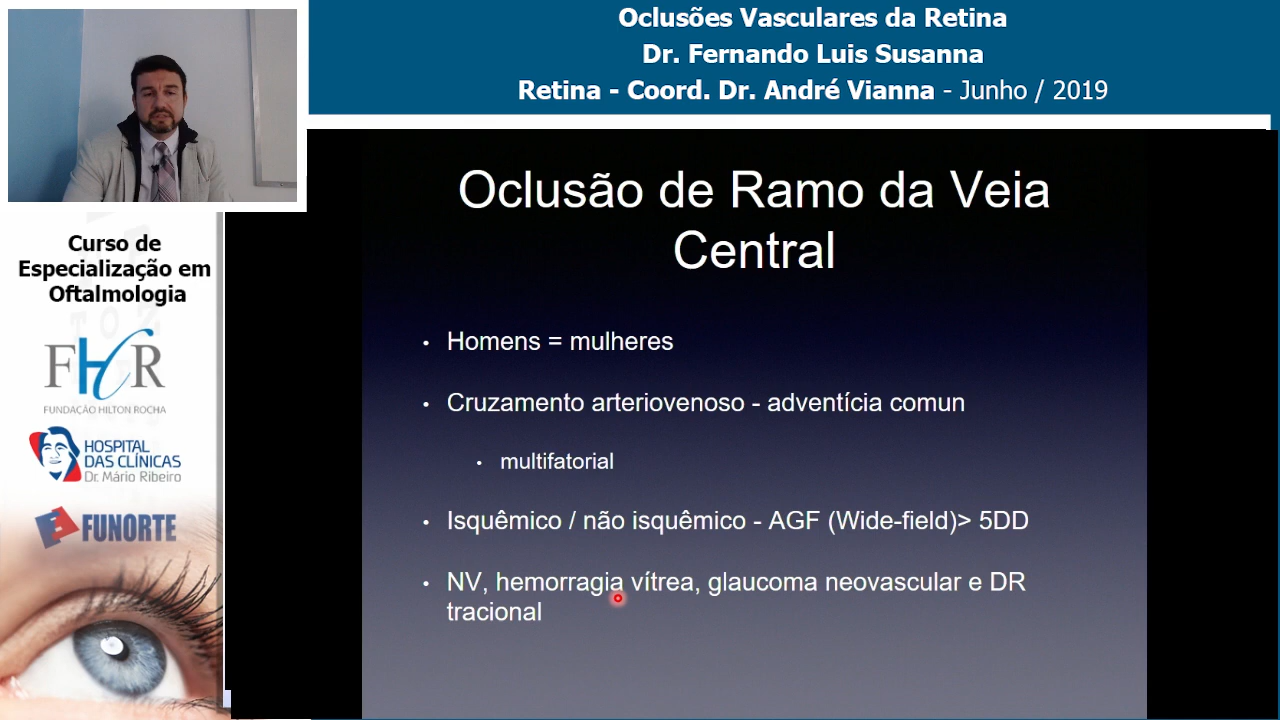 Oclusões Vasculares da Retina
Dr. Fernando Luis Susanna
Retina - Coord. Dr. André Vianna - Junho / 2019
Curso de
Especialização em
Oftalmologia
FHR
FUNDAÇÃO HILTON ROCHA
HOSPITAL
DAS CLÍNICAS
Dr. Mário Ribeiro
FUNORTE
Oclusão de Ramo da Veia
Central
• Homens = mulheres
• Cruzamento arteriovenoso - adventícia comun
• multifatorial
• Isquêmico / não isquêmico - AGF (Wide-field)> 5DD
• NV, hemorragia vítrea, glaucoma neovascular e DR
tracional